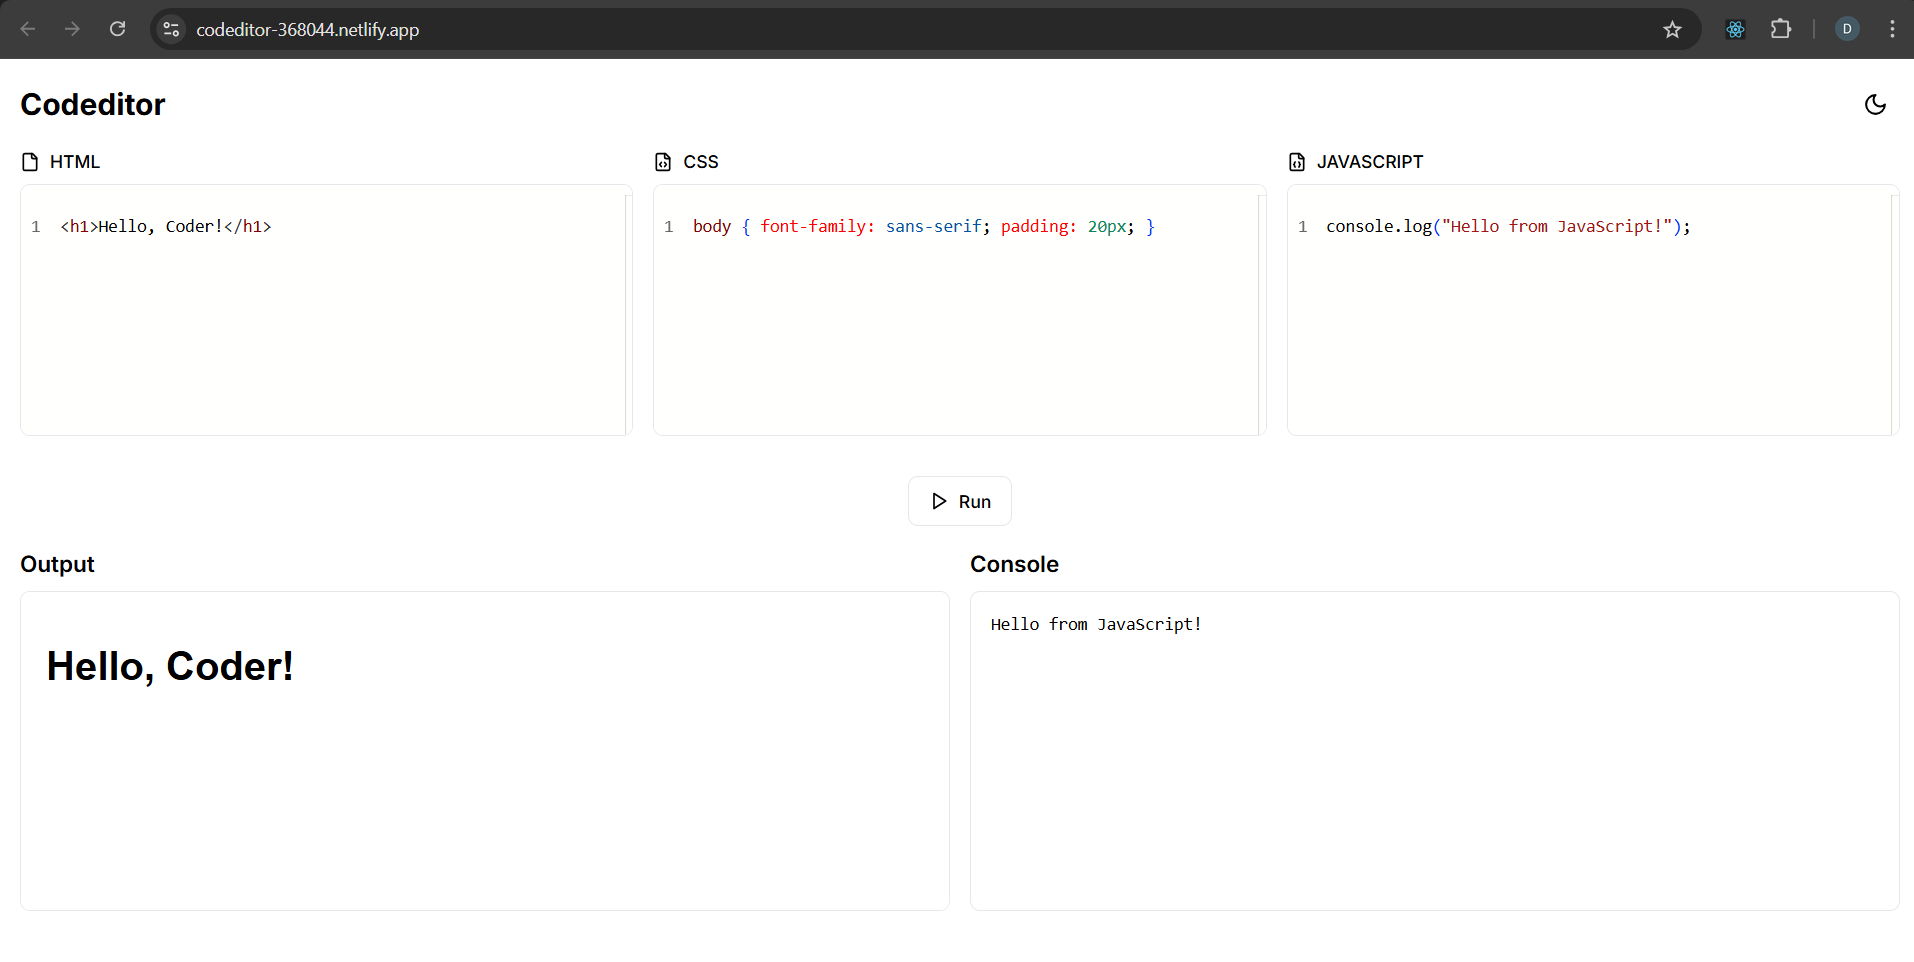 codeditor-368044.netlify.app
D
Codeditor
HTML
CSS
JAVASCRIPT
1 <h1>Hello, Coder!</h1>
1 body { font-family: sans-serif; padding: 20px; }
1 console.log("Hello from JavaScript!");
Run
Output
Console
Hello, Coder!
Hello from JavaScript!